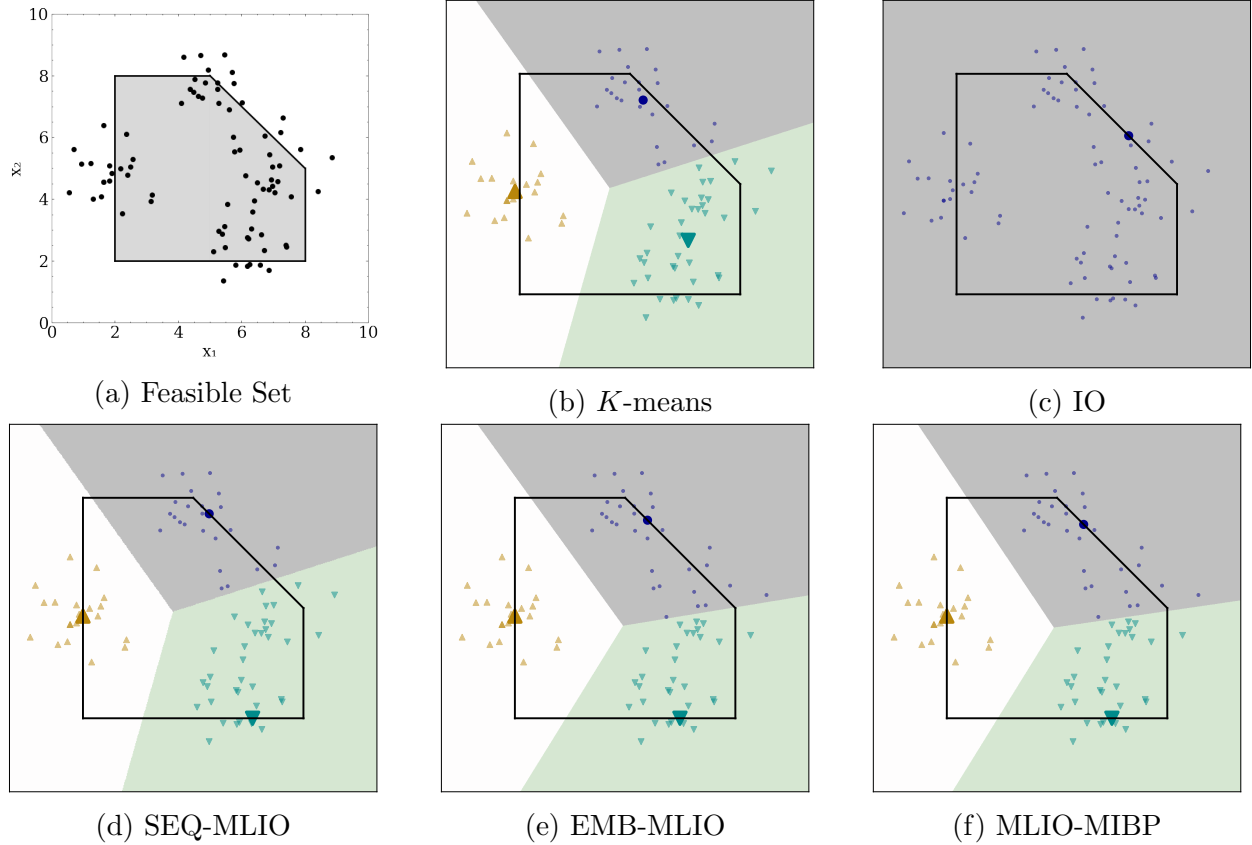 10
8
6
4
2
0
x₂
0 2 4 6 8 10
x₁
(a) Feasible Set
(b) K-means
(c) IO
(d) SEQ-MLIO
(e) EMB-MLIO
(f) MLIO-MIBP